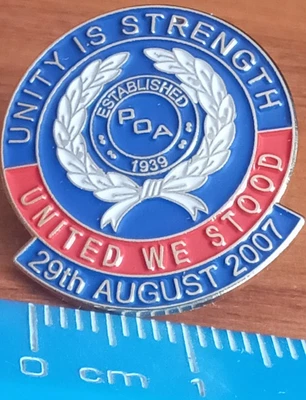 UNITY IS STRENGTH
ESTABLISHED
POA
1939
UNITED WE STOOD
29th AUGUST 2007
0 cm 1